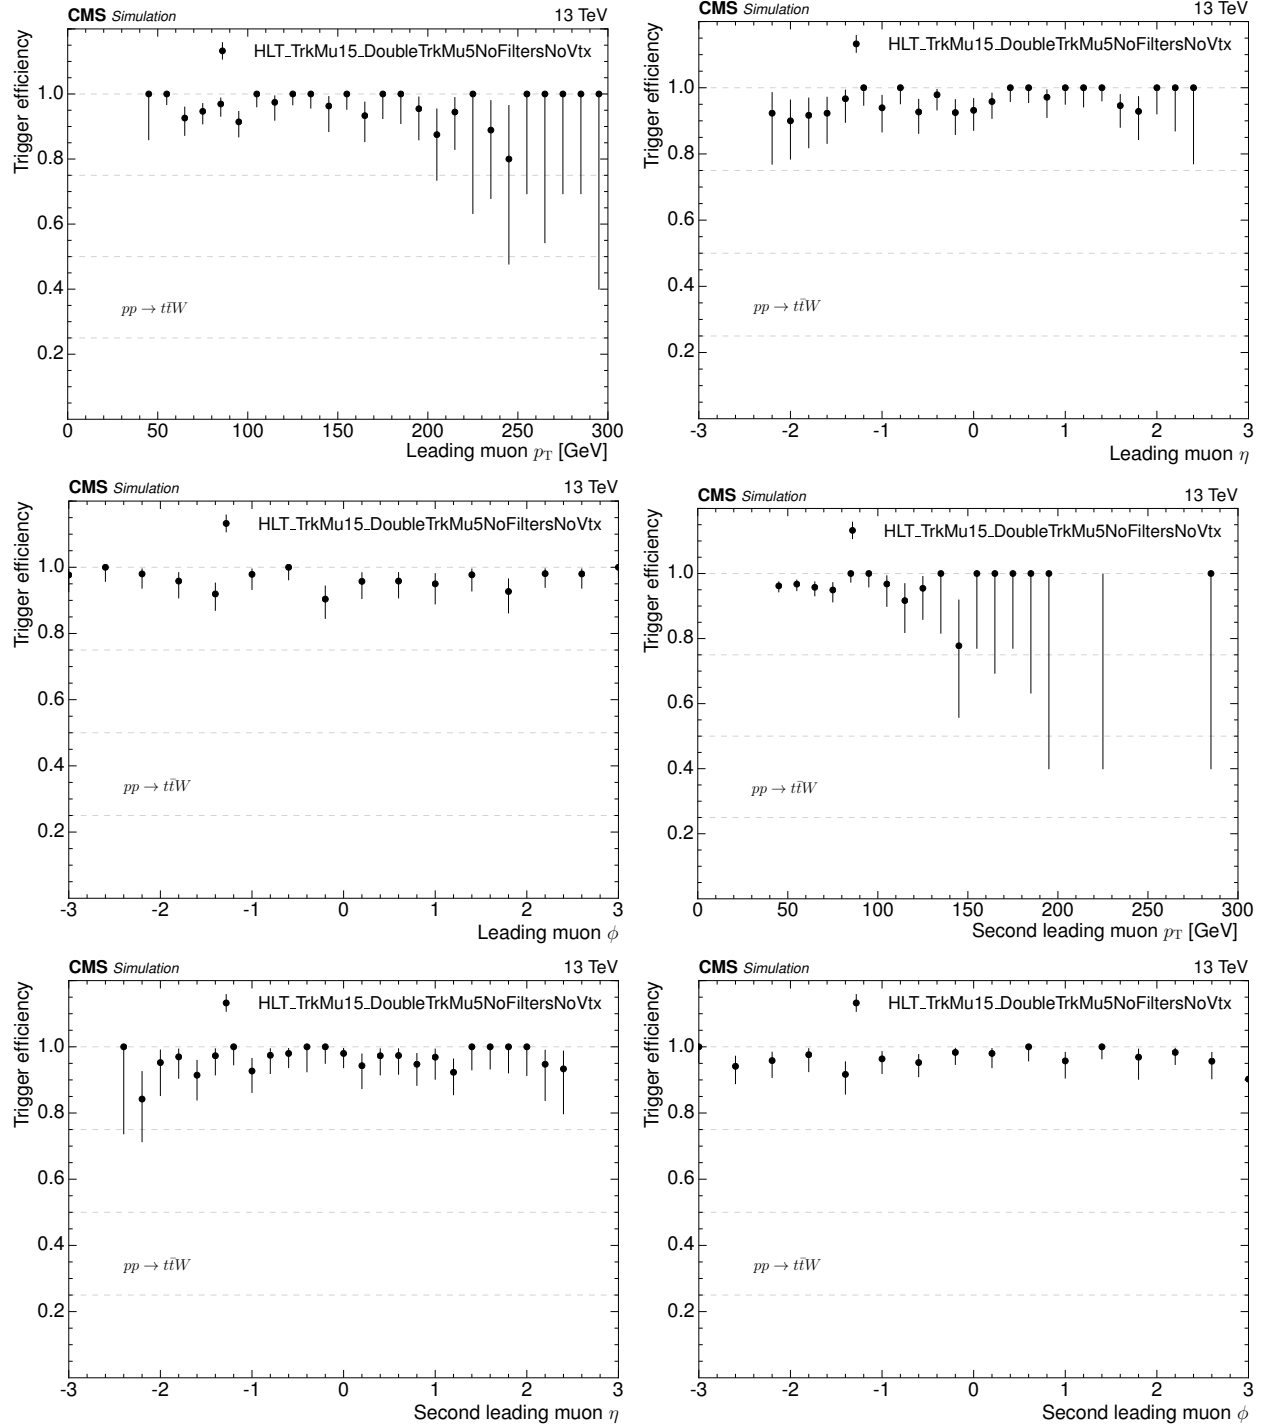 CMS Simulation 13 TeV
HLT_TrkMu15_DoubleTrkMu5NoFiltersNoVtx
Trigger efficiency
1.0
0.8
0.6
0.4
0.2
pp → tt̄W
0 50 100 150 200 250 300
Leading muon pT [GeV]
CMS Simulation 13 TeV
HLT_TrkMu15_DoubleTrkMu5NoFiltersNoVtx
Trigger efficiency
1.0
0.8
0.6
0.4
0.2
pp → tt̄W
-3 -2 -1 0 1 2 3
Leading muon η
CMS Simulation 13 TeV
HLT_TrkMu15_DoubleTrkMu5NoFiltersNoVtx
Trigger efficiency
1.0
0.8
0.6
0.4
0.2
pp → tt̄W
-3 -2 -1 0 1 2 3
Leading muon ϕ
CMS Simulation 13 TeV
HLT_TrkMu15_DoubleTrkMu5NoFiltersNoVtx
Trigger efficiency
1.0
0.8
0.6
0.4
0.2
pp → tt̄W
0 50 100 150 200 250 300
Second leading muon pT [GeV]
CMS Simulation 13 TeV
HLT_TrkMu15_DoubleTrkMu5NoFiltersNoVtx
Trigger efficiency
1.0
0.8
0.6
0.4
0.2
pp → tt̄W
-3 -2 -1 0 1 2 3
Second leading muon η
CMS Simulation 13 TeV
HLT_TrkMu15_DoubleTrkMu5NoFiltersNoVtx
Trigger efficiency
1.0
0.8
0.6
0.4
0.2
pp → tt̄W
-3 -2 -1 0 1 2 3
Second leading muon ϕ